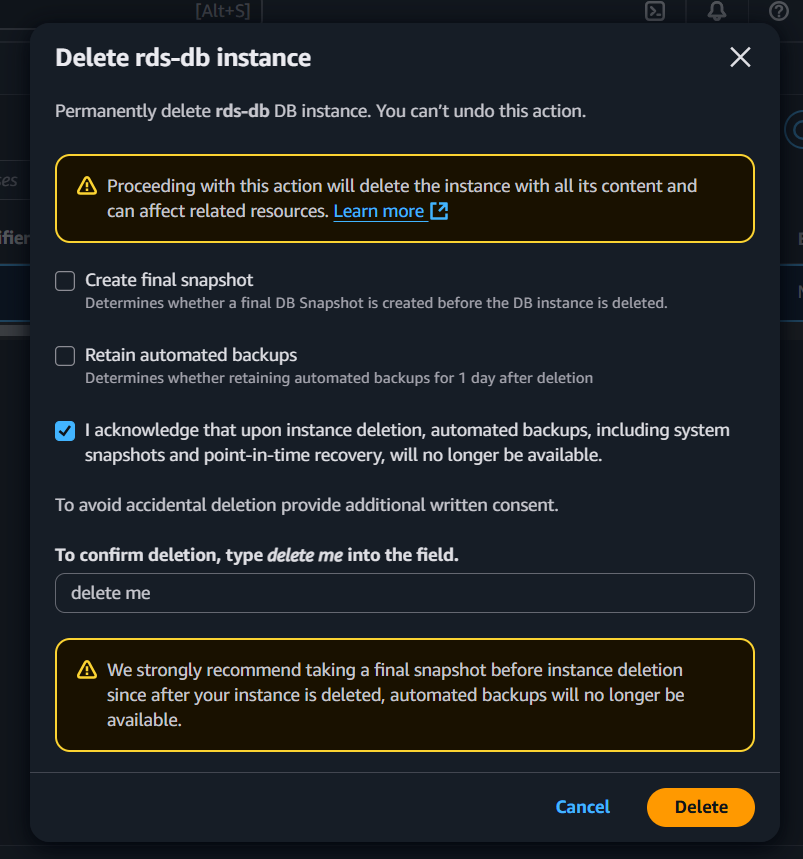 [Alt+S]
Delete rds-db instance
Permanently delete rds-db DB instance. You can't undo this action.
Proceeding with this action will delete the instance with all its content and
can affect related resources. Learn more
Create final snapshot
Determines whether a final DB Snapshot is created before the DB instance is deleted.
Retain automated backups
Determines whether retaining automated backups for 1 day after deletion
I acknowledge that upon instance deletion, automated backups, including system
snapshots and point-in-time recovery, will no longer be available.
To avoid accidental deletion provide additional written consent.
To confirm deletion, type delete me into the field.
delete me
We strongly recommend taking a final snapshot before instance deletion
since after your instance is deleted, automated backups will no longer be
available.
Cancel
Delete